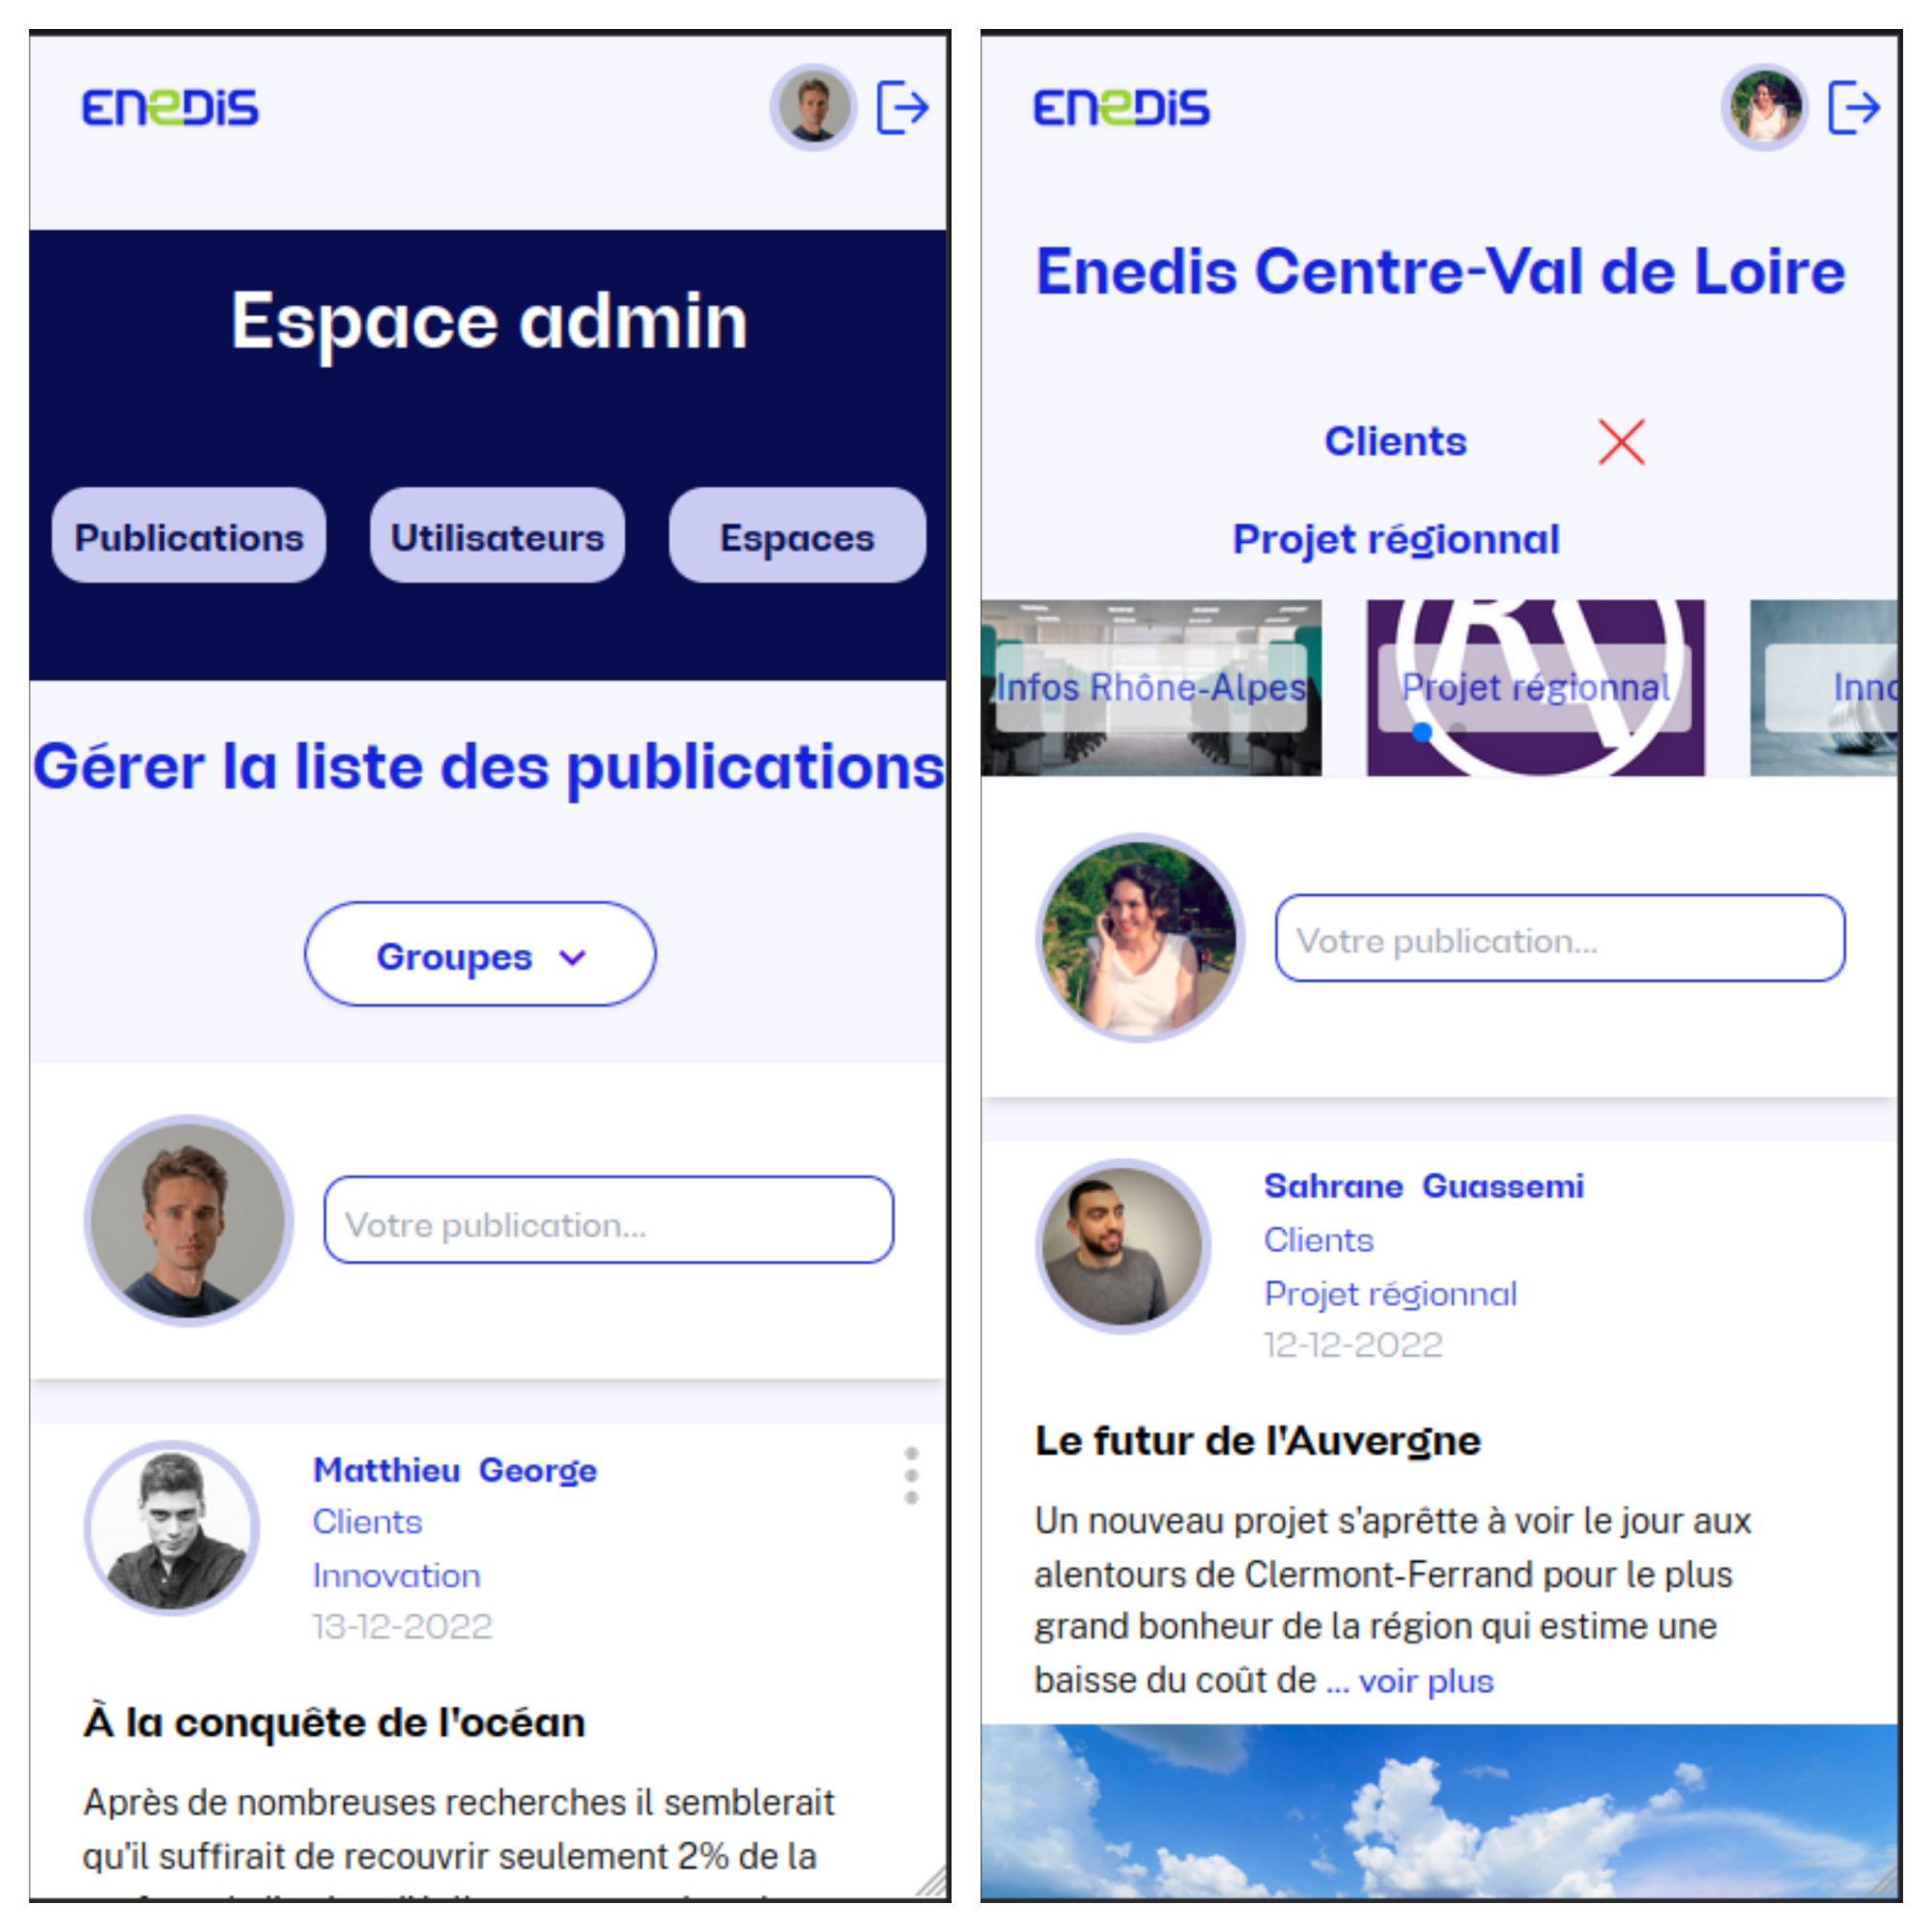 ENEDIS
Espace admin
Publications
Utilisateurs
Espaces
Gérer la liste des publications
Groupes
Votre publication...
Matthieu George
Clients
Innovation
13-12-2022
À la conquête de l'océan
Après de nombreuses recherches il semblerait
qu'il suffirait de recouvrir seulement 2% de la
ENEDIS
Enedis Centre-Val de Loire
Clients
Projet régionnal
Infos Rhône-Alpes
Projet régionnal
Votre publication...
Sahrane Guassemi
Clients
Projet régionnal
12-12-2022
Le futur de l'Auvergne
Un nouveau projet s'aprêtte à voir le jour aux
alentours de Clermont-Ferrand pour le plus
grand bonheur de la région qui estime une
baisse du coût de ... voir plus